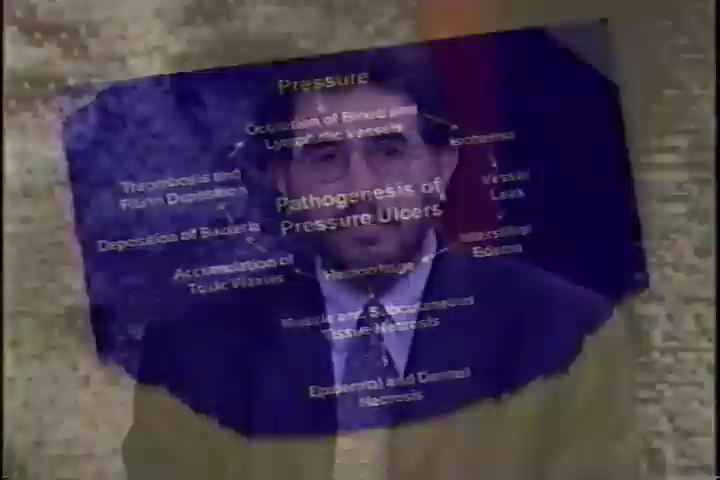 Pressure
Occlusion of Blood and
Lymphatic Vessels
Ischemia
Thrombosis and
Fibrin Deposition
Vessel
Leak
Pathogenesis of
Pressure Ulcers
Deposition of Bacteria
Interstitial
Edema
Accumulation of
Toxic Wastes
Hemorrhage
Muscle and Subcutaneous
Tissue Necrosis
Epidermal and Dermal
Necrosis